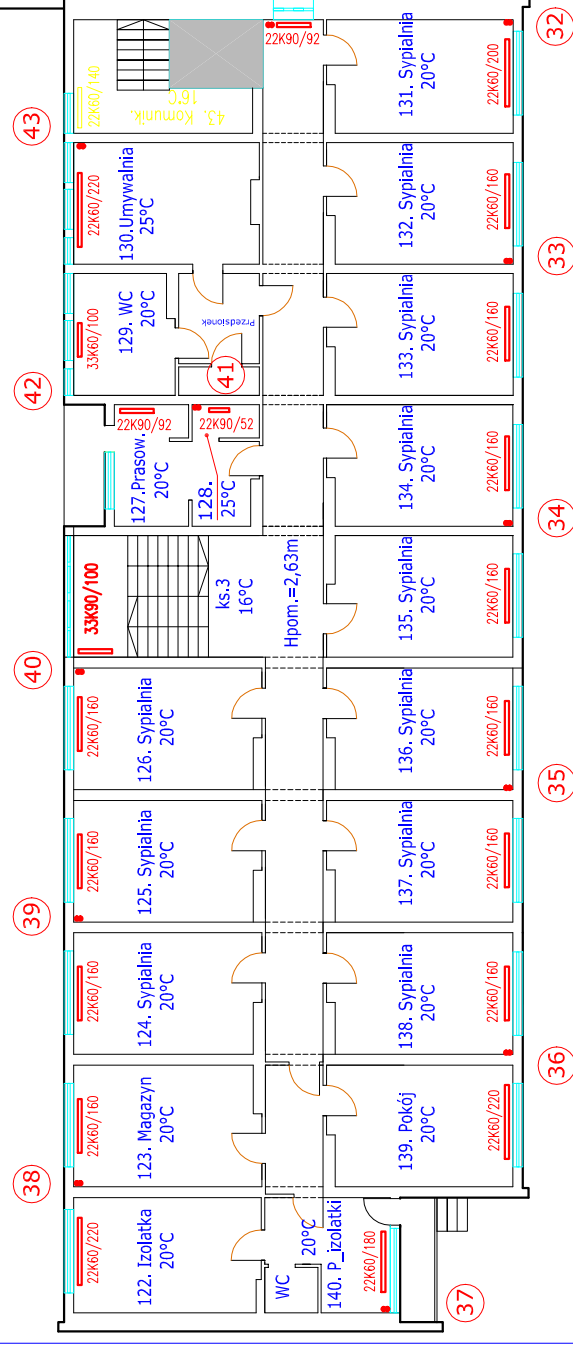 32
22K90/92
22K60/200
131. Sypialnia
20°C
22K60/140
43. Komunik.
16°C
43
130.Umywalnia
25°C
22K60/220
132. Sypialnia
20°C
22K60/160
33
129. WC
20°C
33K60/100
Przedsionek
41
133. Sypialnia
20°C
22K60/160
42
127.Prasow.
20°C
22K90/92
128.
25°C
22K90/52
134. Sypialnia
20°C
22K60/160
34
33K90/100
ks.3
16°C
Hpom.=2,63m
135. Sypialnia
20°C
22K60/160
40
126. Sypialnia
20°C
22K60/160
136. Sypialnia
20°C
22K60/160
35
125. Sypialnia
20°C
22K60/160
137. Sypialnia
20°C
22K60/160
39
124. Sypialnia
20°C
22K60/160
138. Sypialnia
20°C
22K60/160
36
123. Magazyn
20°C
22K60/160
139. Pokój
20°C
22K60/220
38
122. Izolatka
20°C
22K60/220
WC
20°C
140. P_izolatki
22K60/180
37